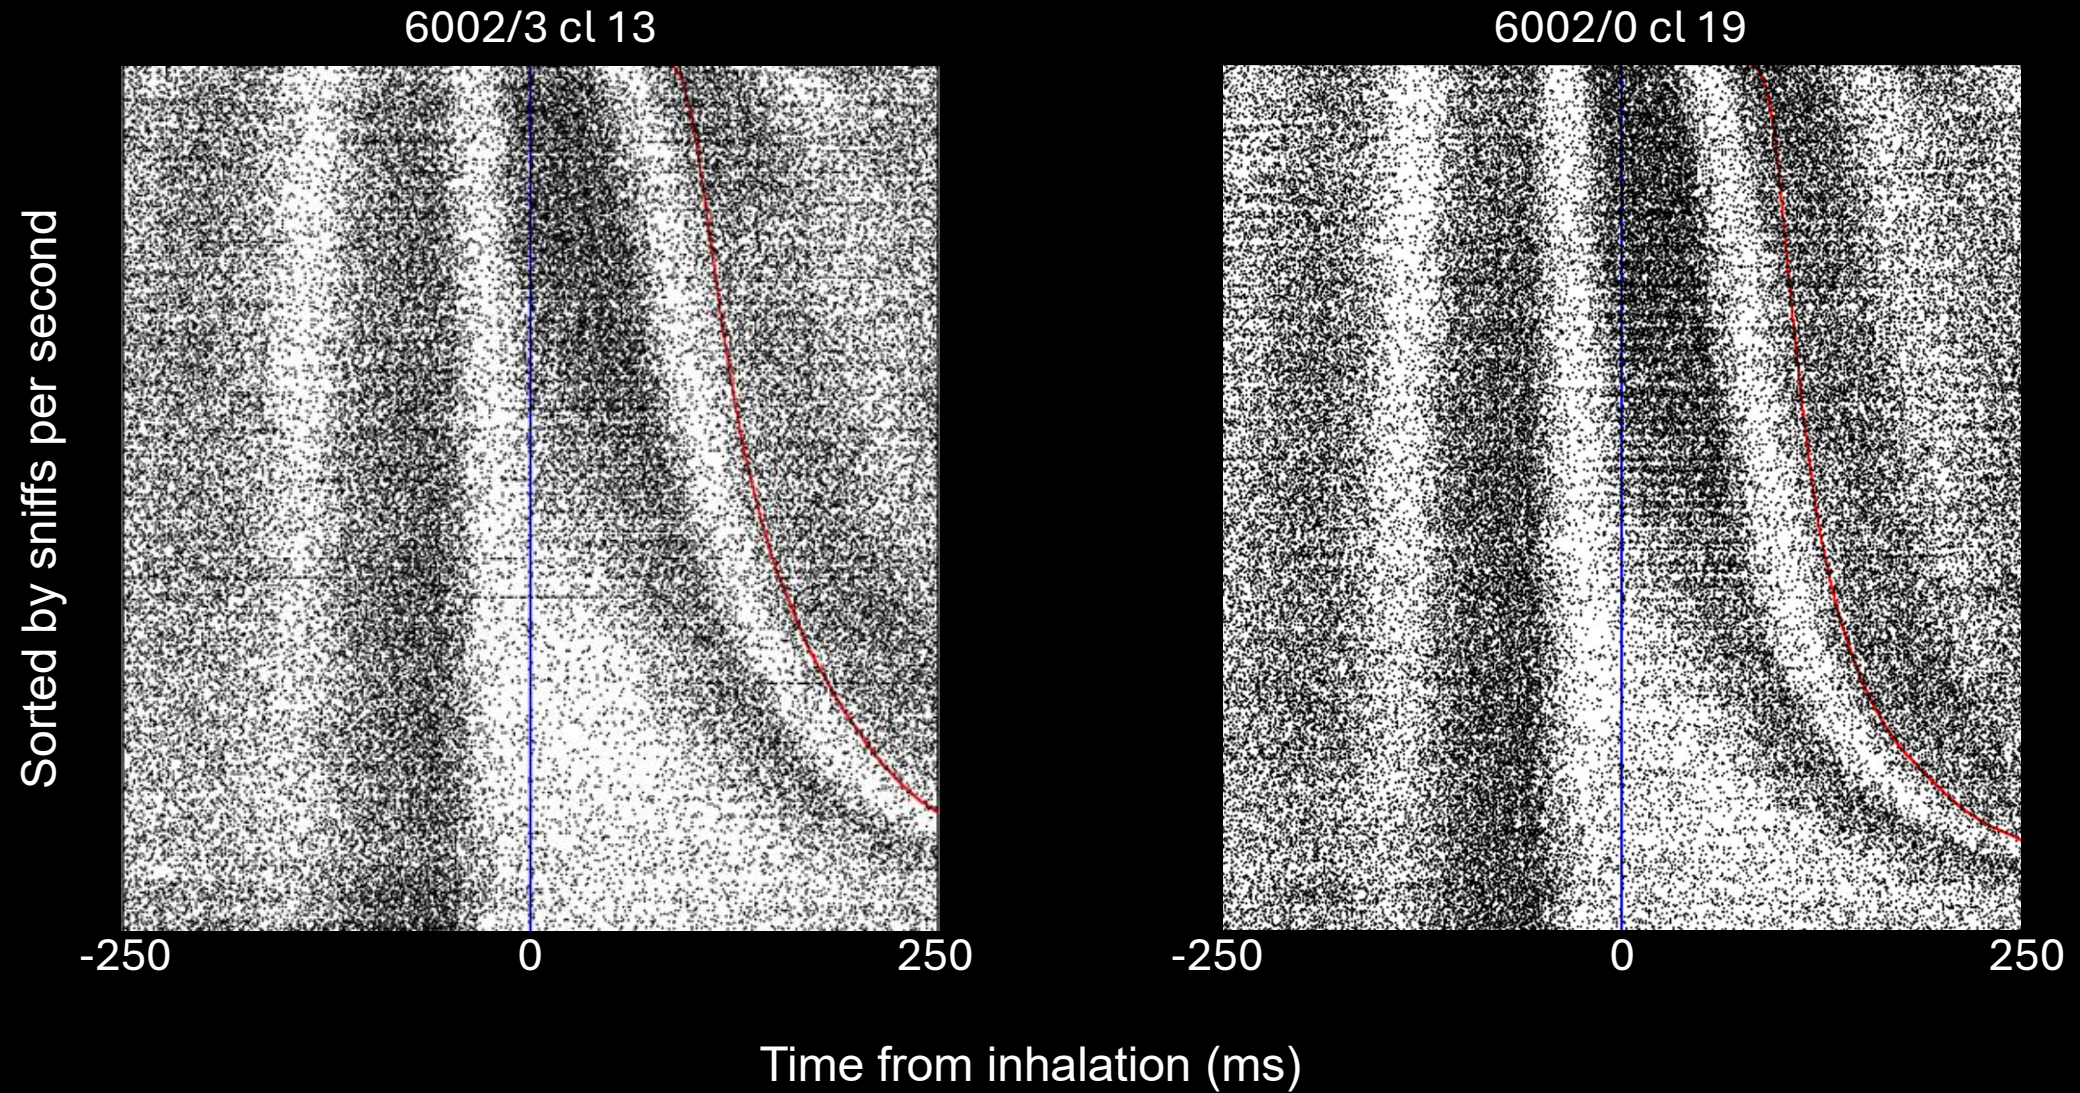 6002/3 cl 13
6002/0 cl 19
Sorted by sniffs per second
-250 0 250
-250 0 250
Time from inhalation (ms)